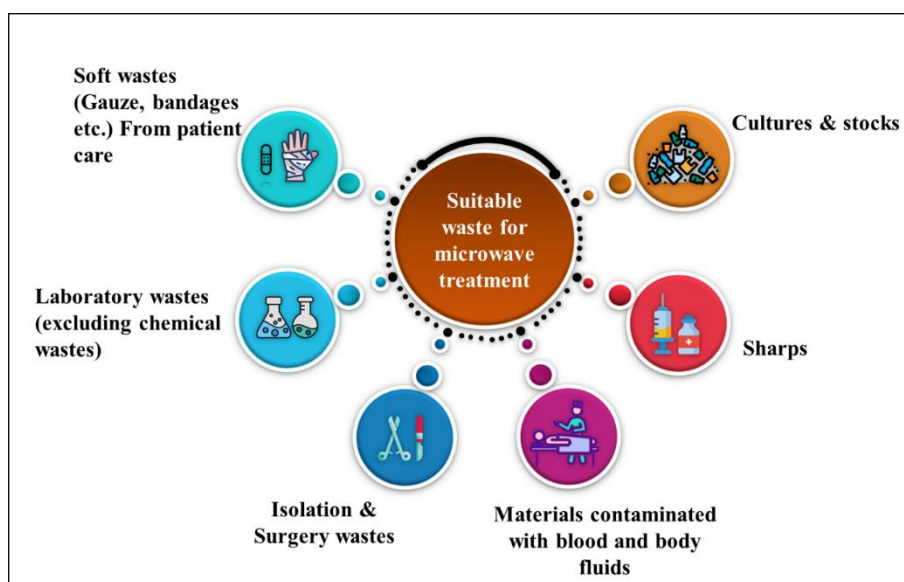 Soft wastes
(Gauze, bandages
etc.) From patient
care
Cultures & stocks
Suitable
waste for
microwave
treatment
Laboratory wastes
(excluding chemical
wastes)
Sharps
Isolation &
Surgery wastes
Materials contaminated
with blood and body
fluids